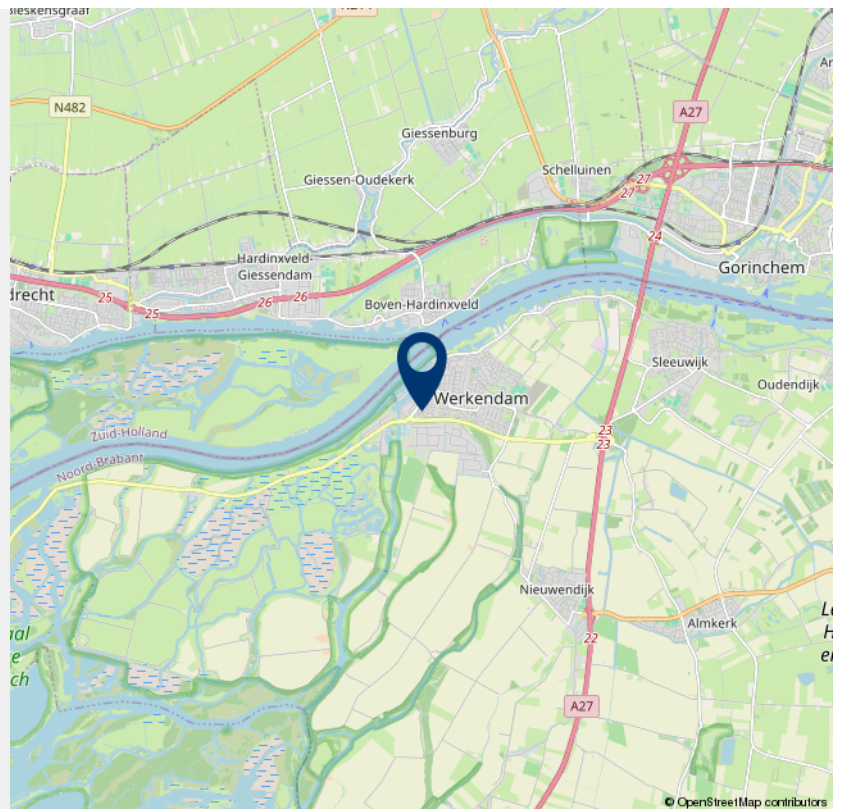 N482
A27
Giessenburg
Giessen-Oudekerk
Schelluinen
27
27
24
Hardinxveld-
Giessendam
Gorinchem
drecht
25
25
26
26
Boven-Hardinxveld
Sleeuwijk
Oudendijk
Werkendam
23
23
Zuid-Holland
Noord-Brabant
Nieuwendijk
Almkerk
22
A27
© OpenStreetMap contributors